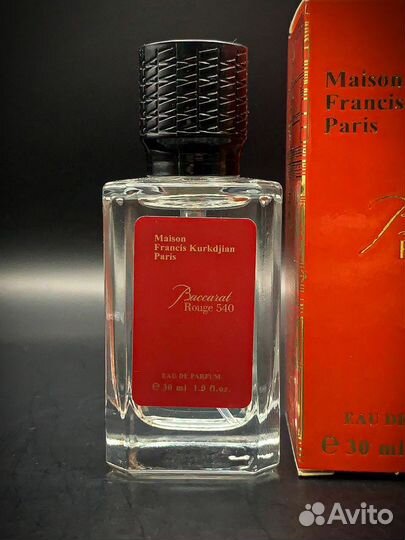 Maison
Francis Kurkdjian
Paris
Baccarat
Rouge 540
EAU DE PARFUM
℮ 30 ml 1.0 fl.oz.
Maison
Francis
Paris
EAU DE
℮ 30 ml
Avito